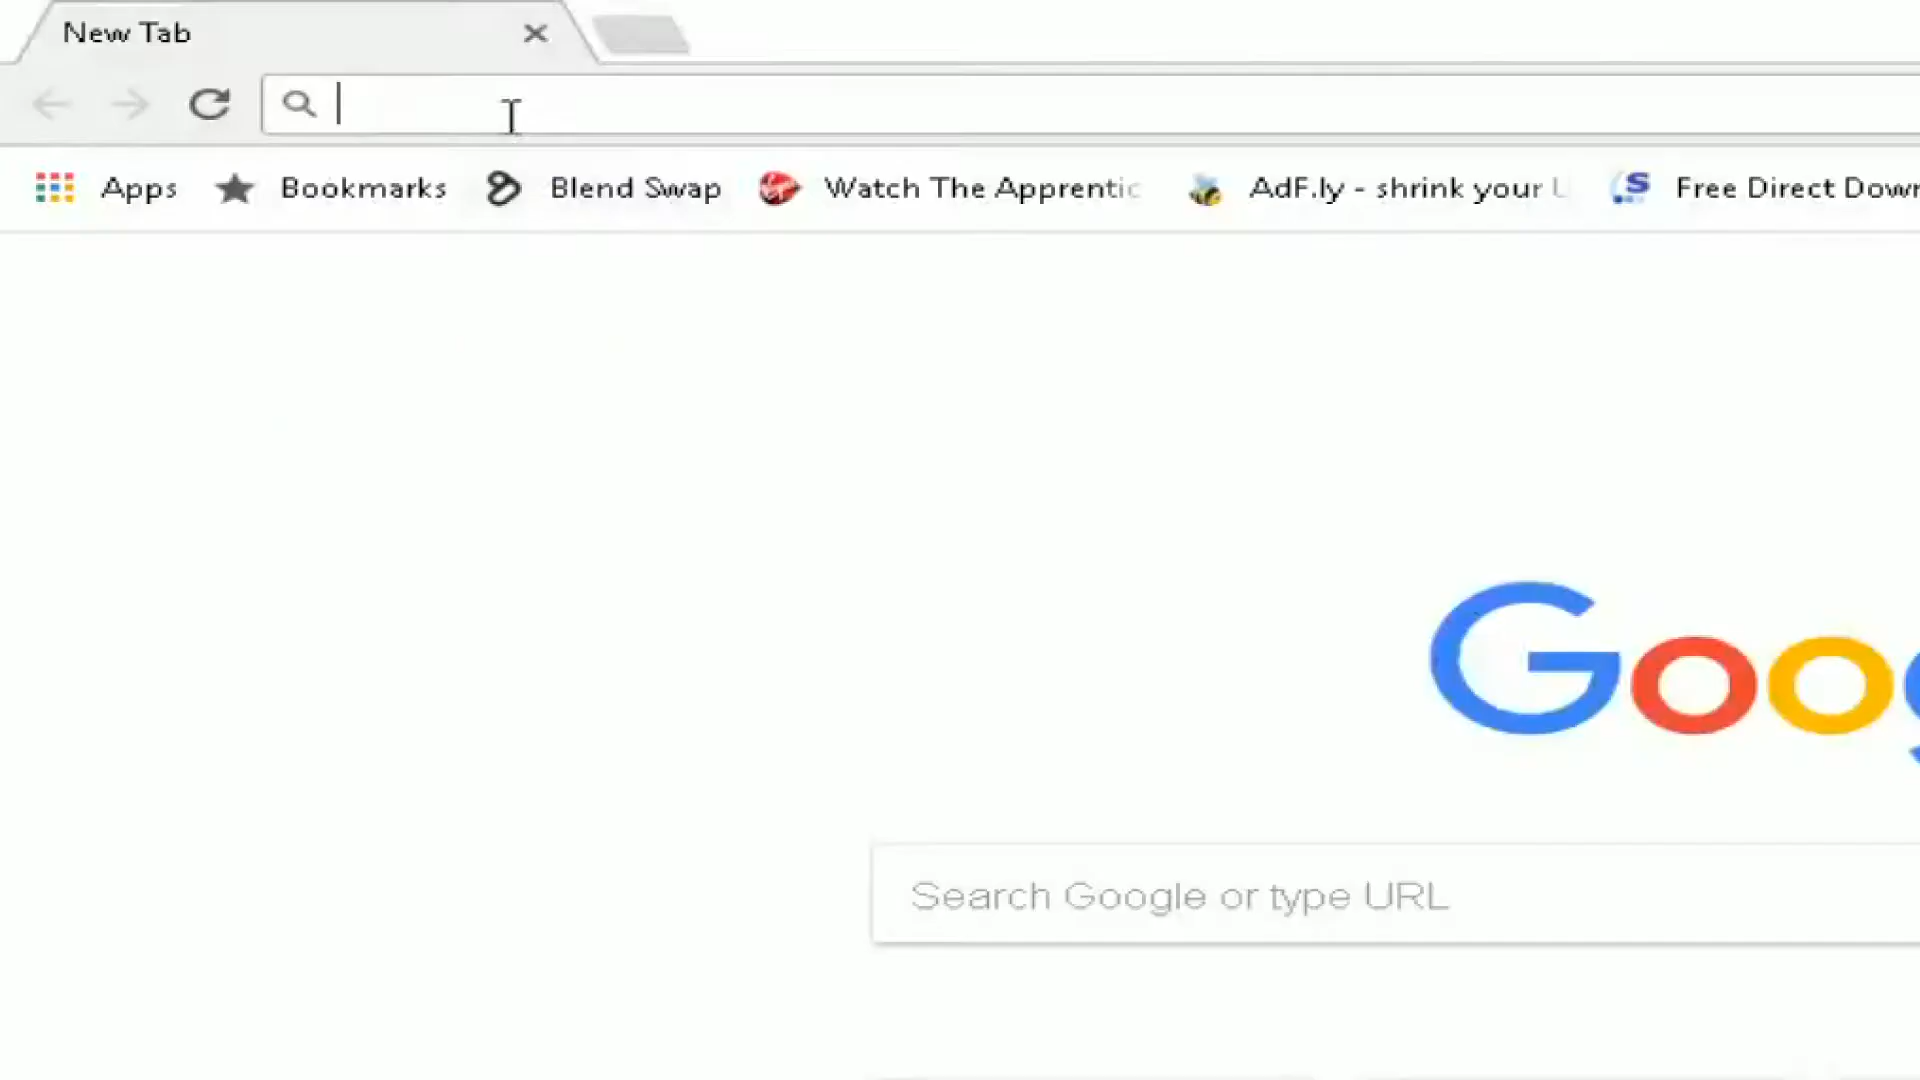 New Tab
Apps Bookmarks Blend Swap Watch The Apprentic AdF.ly - shrink your L Free Direct Down
Goog
Search Google or type URL